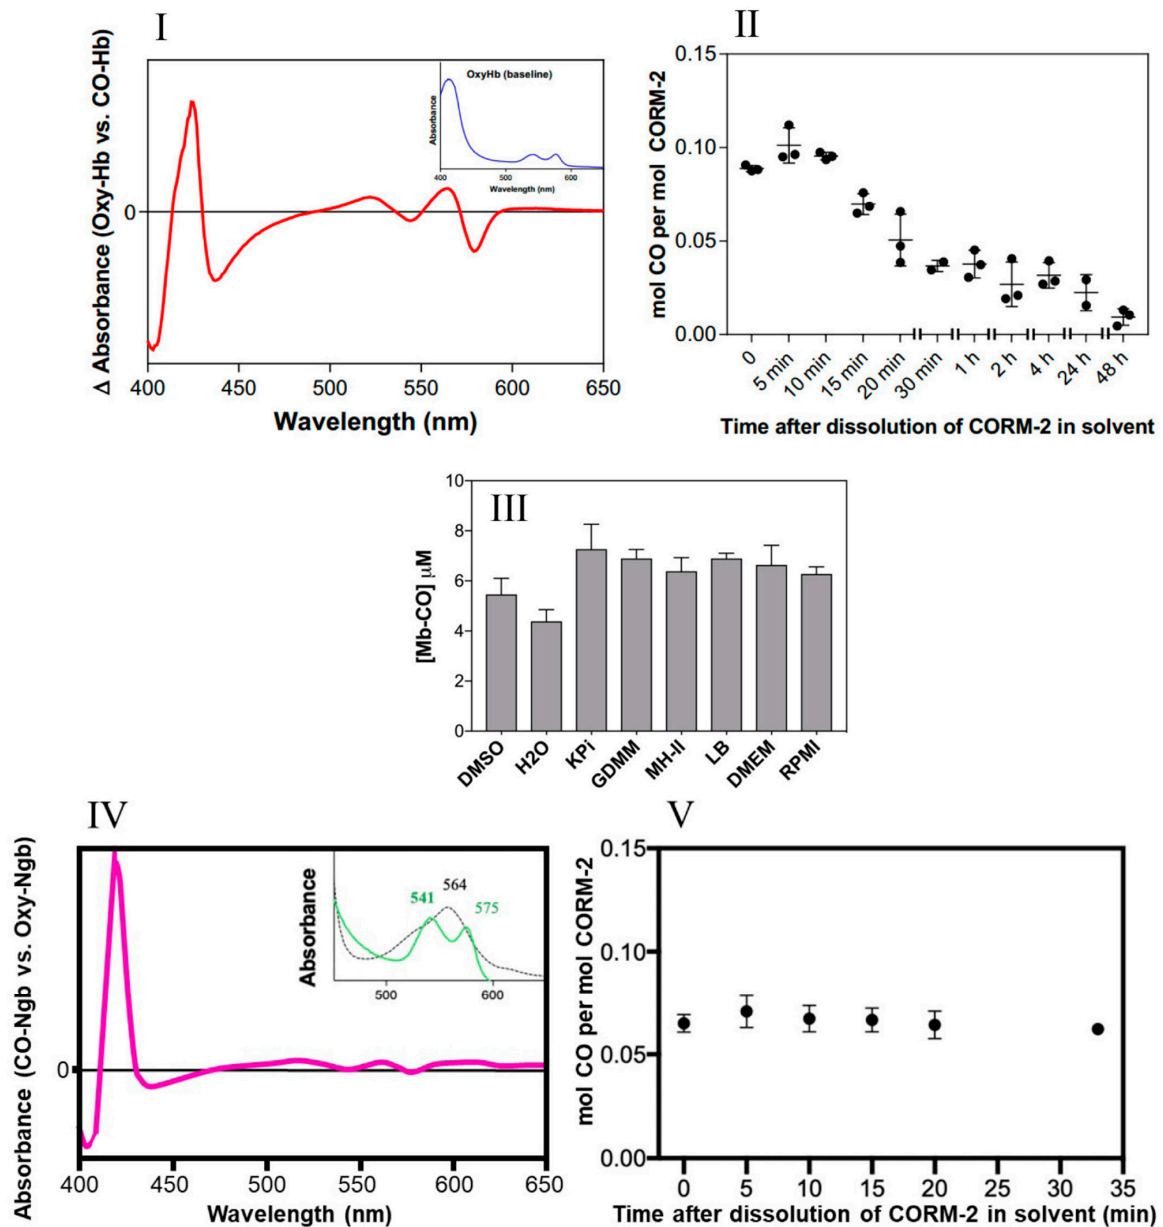 I
Δ Absorbance (Oxy-Hb vs. CO-Hb)
0
400 450 500 550 600 650
Wavelength (nm)
OxyHb (baseline)
Absorbance
400 500 600
Wavelength (nm)
II
mol CO per mol CORM-2
0.15
0.10
0.05
0.00
0 5 min 10 min 15 min 20 min 30 min 1 h 2 h 4 h 24 h 48 h
Time after dissolution of CORM-2 in solvent
III
[Mb-CO] μM
10
8
6
4
2
0
DMSO H2O KPi GDMM MH-II LB DMEM RPMI
IV
Absorbance (CO-Ngb vs. Oxy-Ngb)
0
400 450 500 550 600 650
Wavelength (nm)
Absorbance
541 564 575
500 600
V
mol CO per mol CORM-2
0.15
0.10
0.05
0.00
0 5 10 15 20 25 30 35
Time after dissolution of CORM-2 in solvent (min)